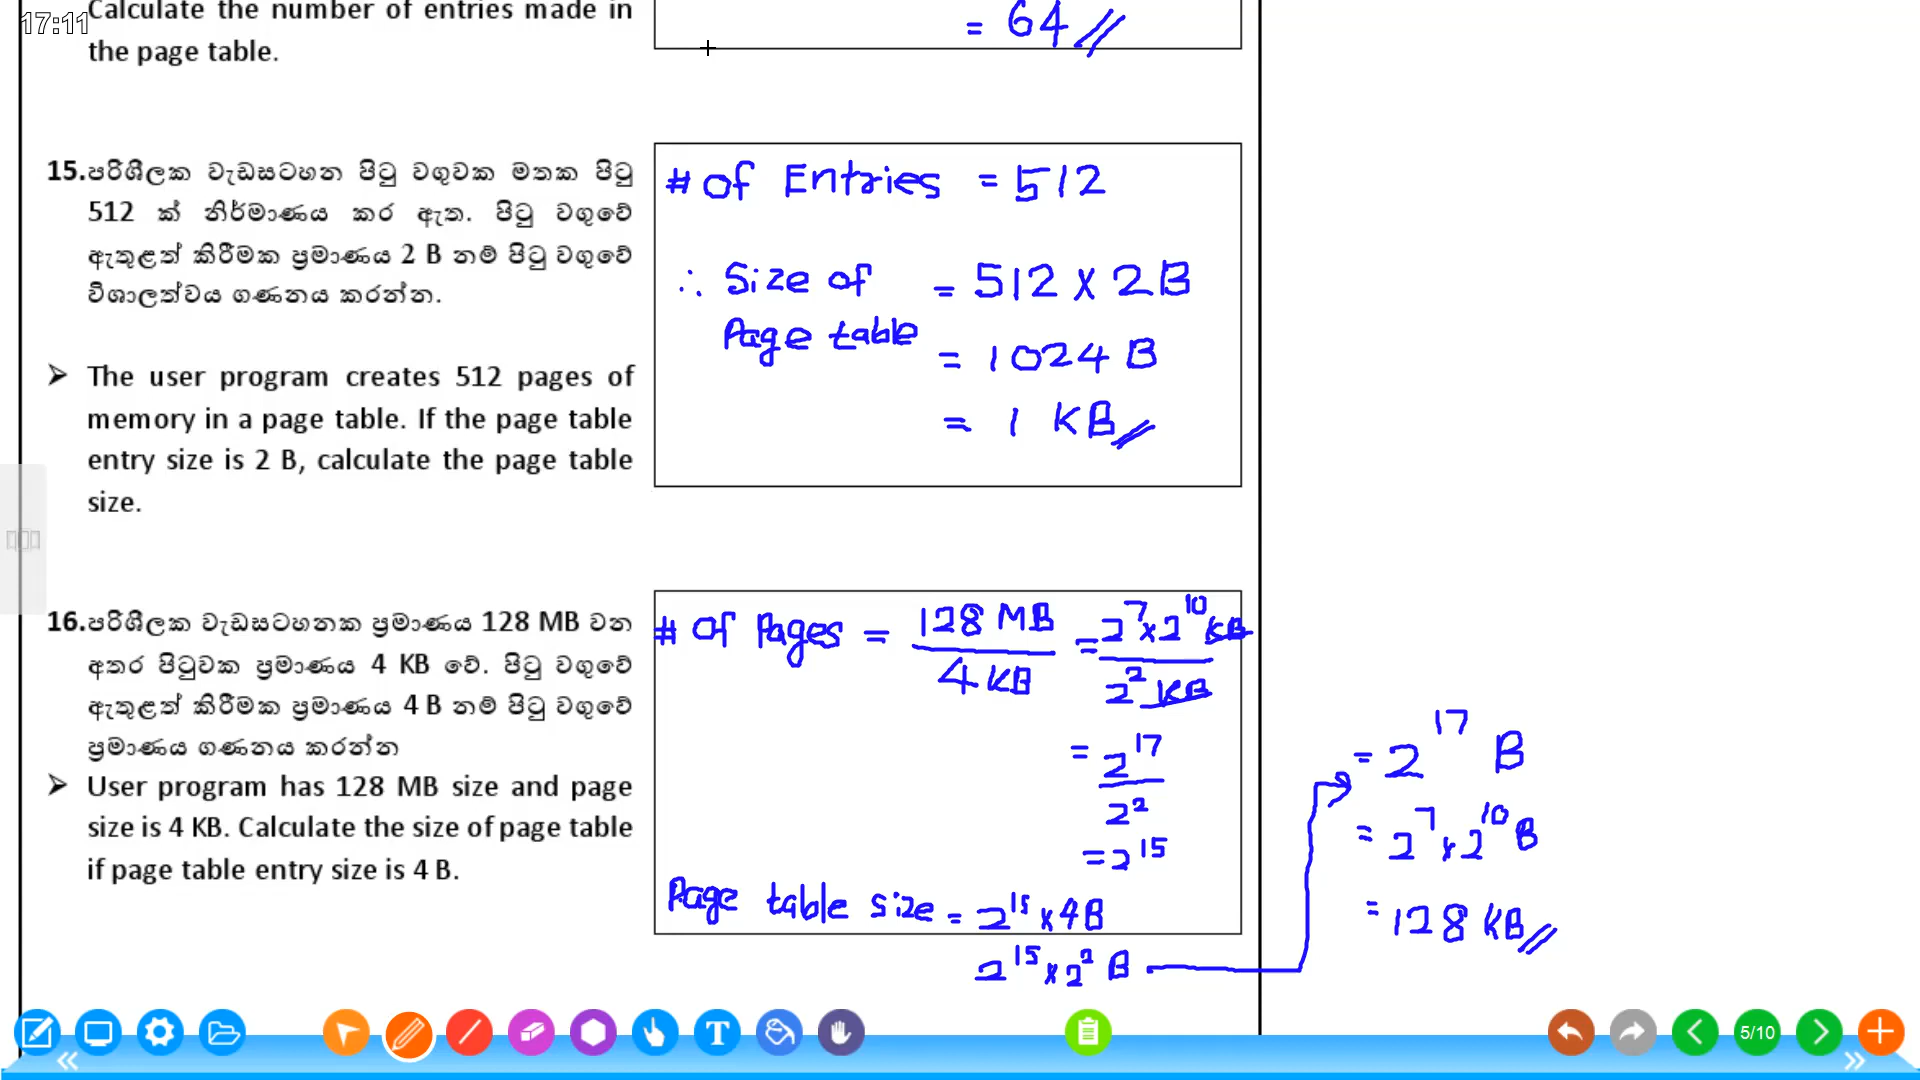 17:11
Calculate the number of entries made in
the page table.
= 64
15.පරිශීලක වැඩසටහන පිටු වගුවක මතක පිටු
512 ක් නිර්මාණය කර ඇත. පිටු වගුවේ
ඇතුළත් කිරීමක ප්‍රමාණය 2 B නම් පිටු වගුවේ
විශාලත්වය ගණනය කරන්න.
➢ The user program creates 512 pages of
memory in a page table. If the page table
entry size is 2 B, calculate the page table
size.
# of Entries = 512
∴ Size of = 512 x 2B
Page table
= 1024 B
= 1 KB
16.පරිශීලක වැඩසටහනක ප්‍රමාණය 128 MB වන
අතර පිටුවක ප්‍රමාණය 4 KB වේ. පිටු වගුවේ
ඇතුළත් කිරීමක ප්‍රමාණය 4 B නම් පිටු වගුවේ
ප්‍රමාණය ගණනය කරන්න
➢ User program has 128 MB size and page
size is 4 KB. Calculate the size of page table
if page table entry size is 4 B.
# Of Pages = 128 MB / 4 KB = 2^7 x 2^10 KB / 2^2 KB
= 2^17 / 2^2
= 2^15
Page table size = 2^15 x 4B
2^15 x 2^2 B
= 2^17 B
= 2^7 x 2^10 B
= 128 KB
T
5/10